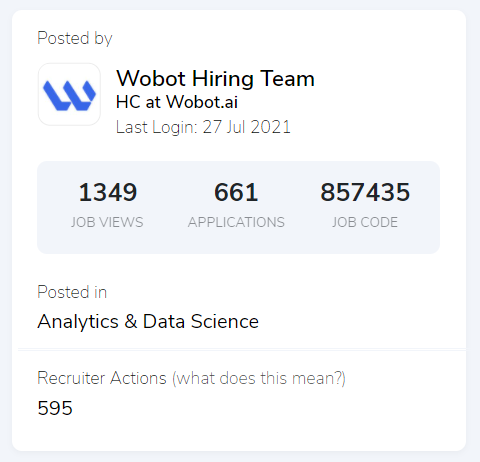 Posted by
Wobot Hiring Team
HC at Wobot.ai
Last Login: 27 Jul 2021
1349 661 857435
JOB VIEWS APPLICATIONS JOB CODE
Posted in
Analytics & Data Science
Recruiter Actions (what does this mean?)
595